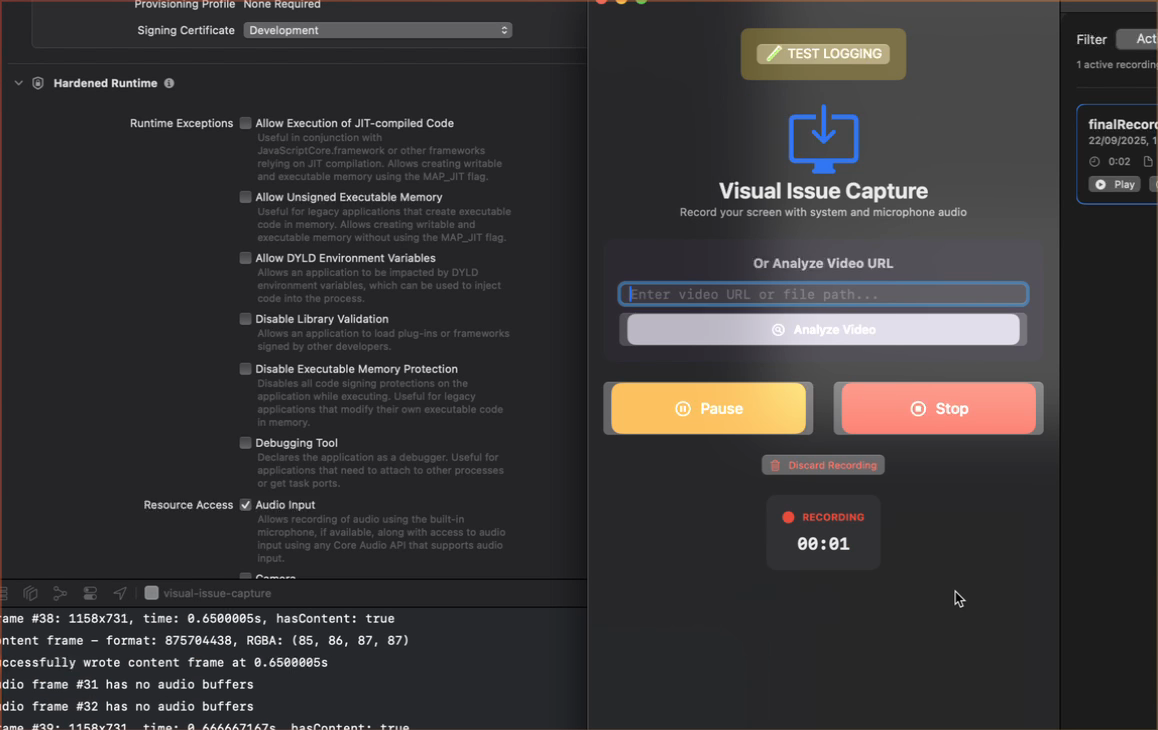 Provisioning Profile None Required
Signing Certificate Development
Hardened Runtime
Runtime Exceptions Allow Execution of JIT-compiled Code
Useful in conjunction with
JavaScriptCore.framework or other frameworks
relying on JIT compilation. Allows creating writable
and executable memory using the MAP_JIT flag.
Allow Unsigned Executable Memory
Useful for legacy applications that create executable
code in memory. Allows creating writable and
executable memory without using the MAP_JIT flag.
Allow DYLD Environment Variables
Allows an application to be impacted by DYLD
environment variables, which can be used to inject
code into the process.
Disable Library Validation
Allows an application to load plug-ins or frameworks
signed by other developers.
Disable Executable Memory Protection
Disables all code signing protections on the
application while executing. Useful for legacy
applications that modify their own executable code
in memory.
Debugging Tool
Declares the application as a debugger. Useful for
applications that need to attach to other processes
or get task ports.
Resource Access Audio Input
Allows recording of audio using the built-in
microphone, if available, along with access to audio
input using any Core Audio API that supports audio
input.
Camera
visual-issue-capture
rame #38: 1158x731, time: 0.6500005s, hasContent: true
ntent frame – format: 875704438, RGBA: (85, 86, 87, 87)
uccessfully wrote content frame at 0.6500005s
dio frame #31 has no audio buffers
dio frame #32 has no audio buffers
rame #39: 1158x731, time: 0.666667167s, hasContent: true
TEST LOGGING
Visual Issue Capture
Record your screen with system and microphone audio
Or Analyze Video URL
Enter video URL or file path...
Analyze Video
Pause
Stop
Discard Recording
RECORDING
00:01
Filter Act
1 active recording
finalRecor
22/09/2025, 1
0:02
Play